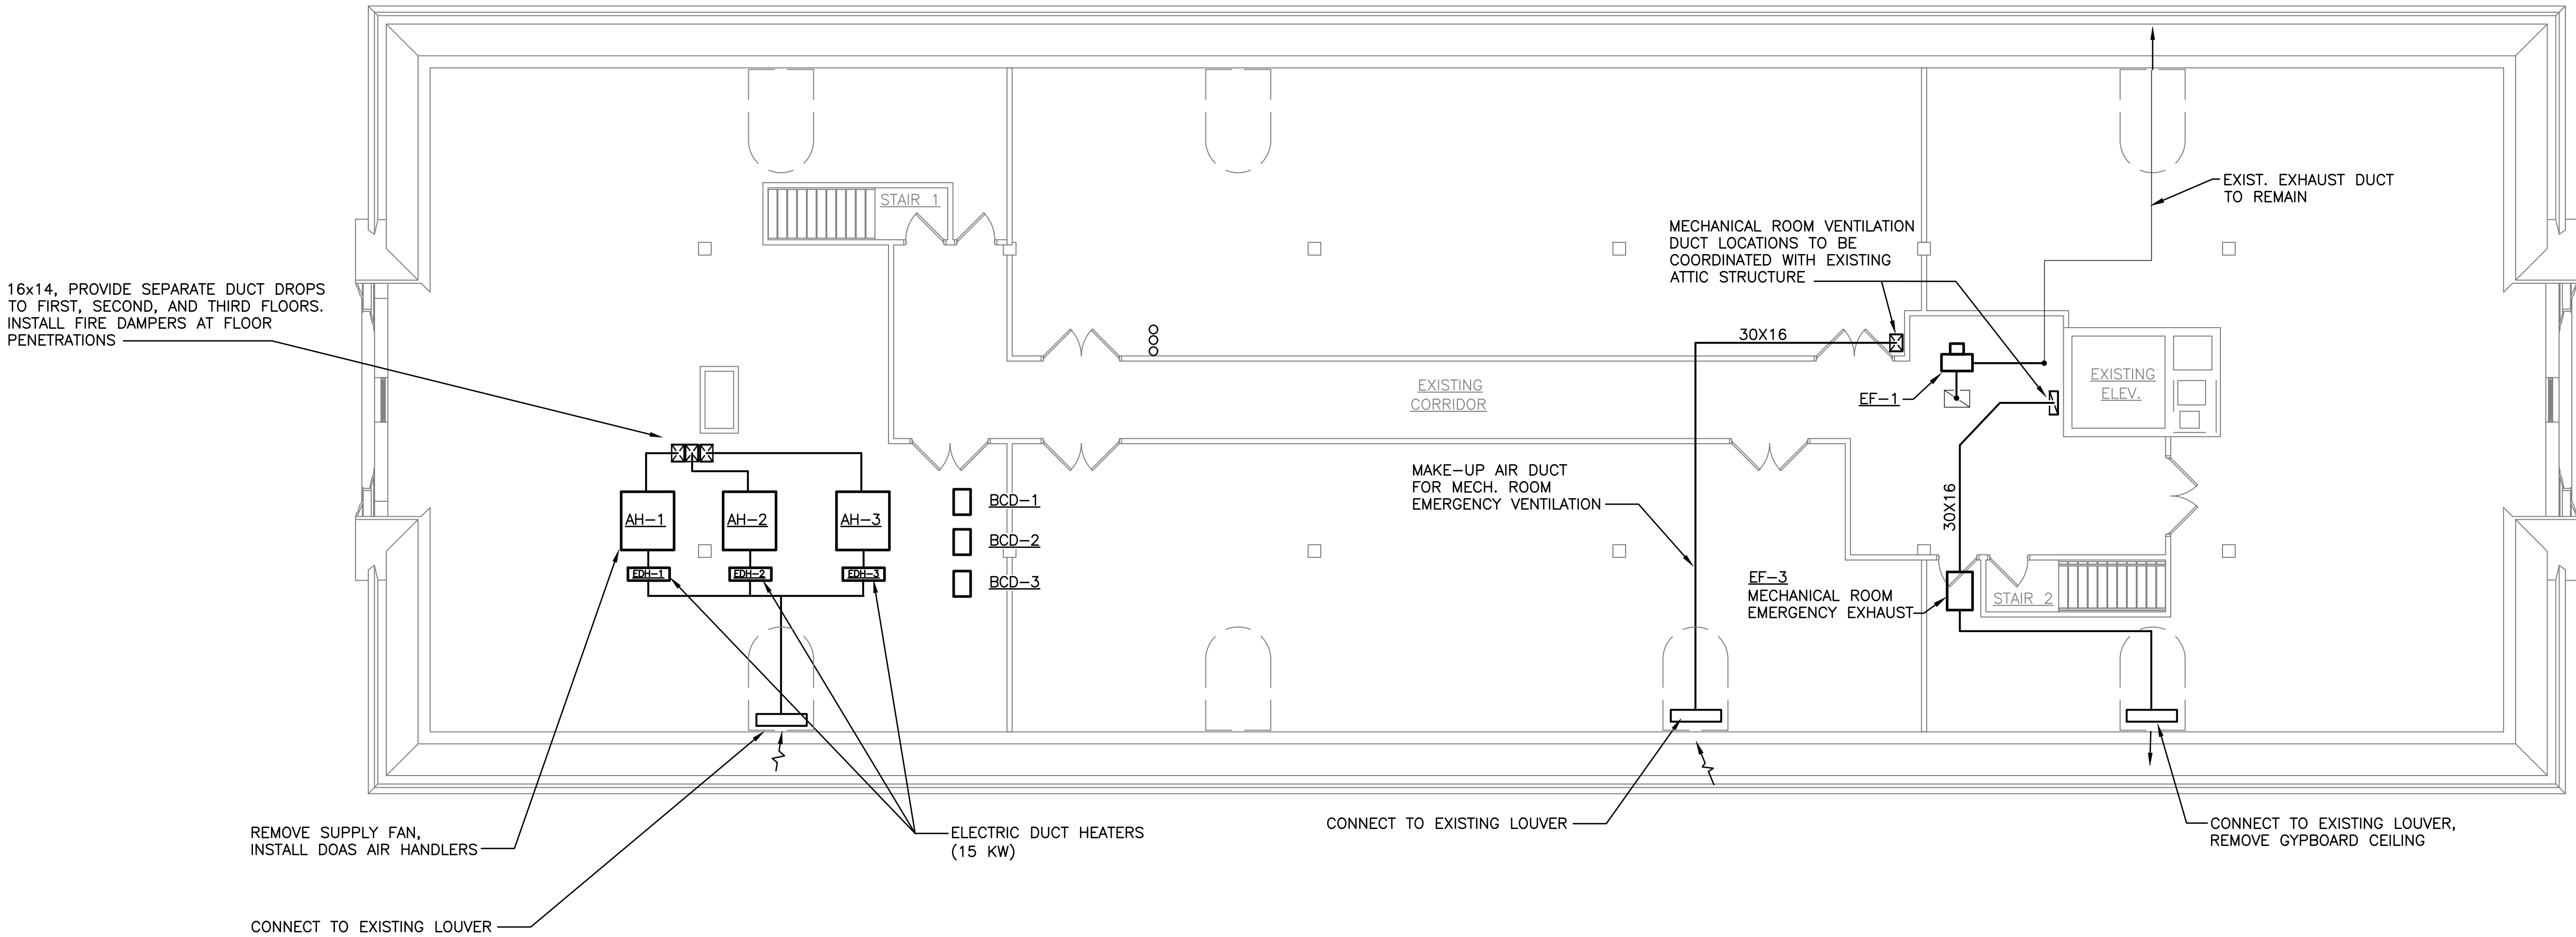 STAIR 1
EXIST. EXHAUST DUCT
TO REMAIN
MECHANICAL ROOM VENTILATION
DUCT LOCATIONS TO BE
COORDINATED WITH EXISTING
ATTIC STRUCTURE
16x14, PROVIDE SEPARATE DUCT DROPS
TO FIRST, SECOND, AND THIRD FLOORS.
INSTALL FIRE DAMPERS AT FLOOR
PENETRATIONS
30X16
EXISTING
CORRIDOR
EF-1
EXISTING
ELEV.
MAKE-UP AIR DUCT
FOR MECH. ROOM
EMERGENCY VENTILATION
30X16
AH-1
AH-2
AH-3
BCD-1
BCD-2
BCD-3
EDH-1
EDH-2
EDH-3
EF-3
MECHANICAL ROOM
EMERGENCY EXHAUST
STAIR 2
REMOVE SUPPLY FAN,
INSTALL DOAS AIR HANDLERS
ELECTRIC DUCT HEATERS
(15 KW)
CONNECT TO EXISTING LOUVER
CONNECT TO EXISTING LOUVER,
REMOVE GYPBOARD CEILING
CONNECT TO EXISTING LOUVER